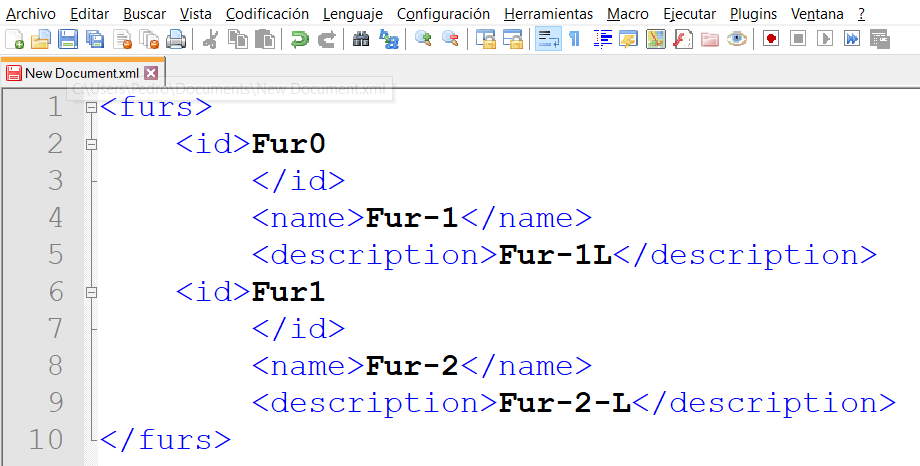 Archivo Editar Buscar Vista Codificación Lenguaje Configuración Herramientas Macro Ejecutar Plugins Ventana ?
New Document.xml
C:\Users\Pedro\Documents\New Document.xml
1 <furs>
2 <id>Fur0
3 </id>
4 <name>Fur-1</name>
5 <description>Fur-1L</description>
6 <id>Fur1
7 </id>
8 <name>Fur-2</name>
9 <description>Fur-2-L</description>
10 </furs>